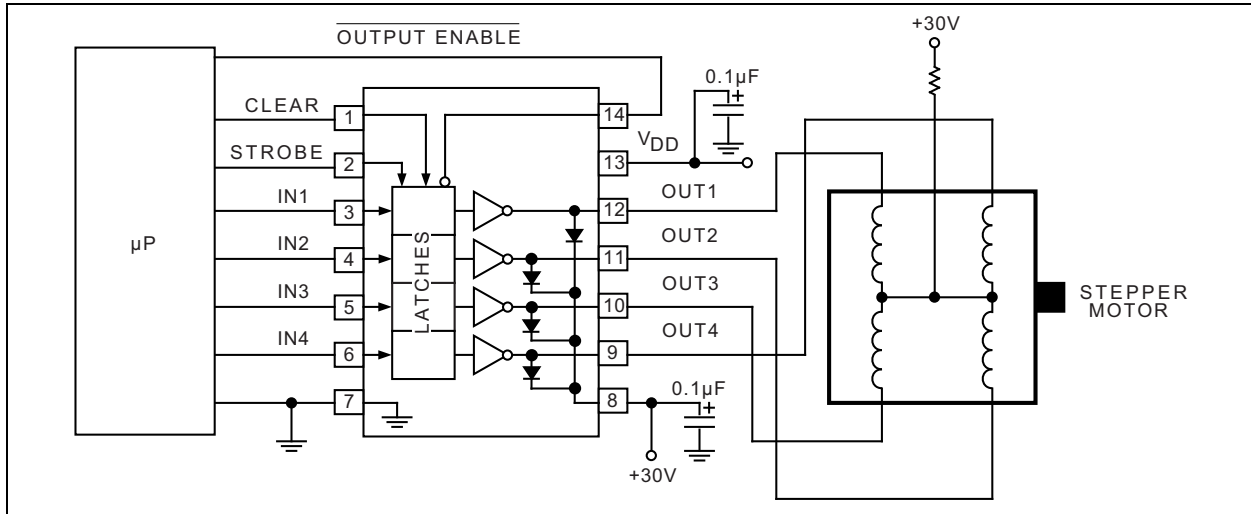 OUTPUT ENABLE
+30V
0.1µF
+
CLEAR
1
14
VDD
STROBE
2
13
IN1
3
12
OUT1
µP
IN2
4
11
OUT2
LATCHES
IN3
5
10
OUT3
STEPPER
MOTOR
IN4
6
9
OUT4
7
8
0.1µF
+
+30V